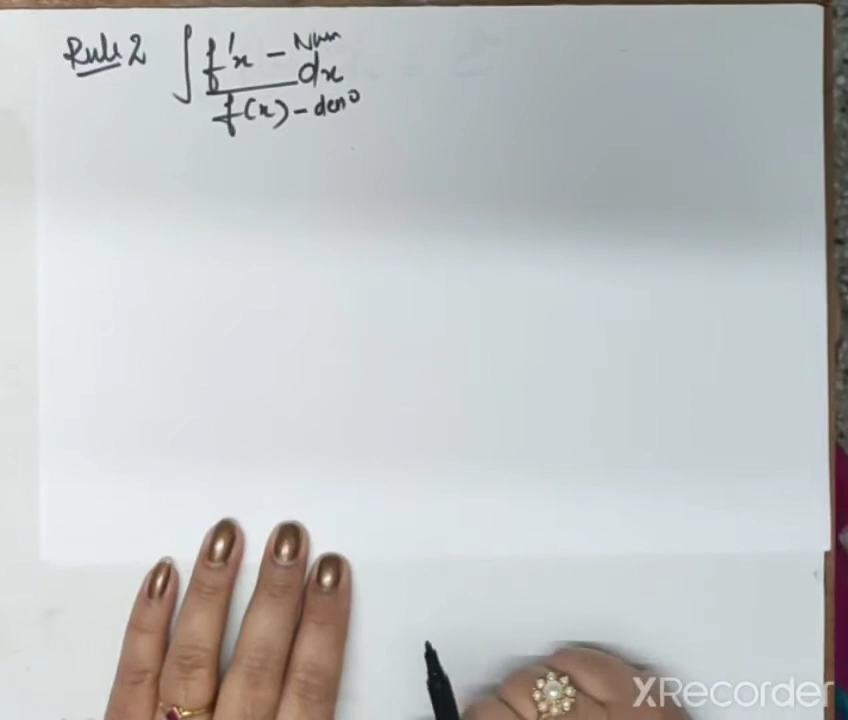 Rule 2 ∫ f'x - Num
dx
f(x) - deno
XRecorder